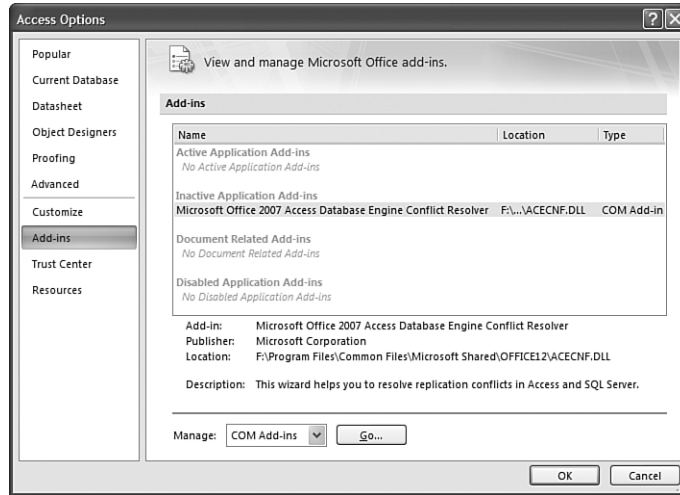 Access Options
Popular
Current Database
Datasheet
Object Designers
Proofing
Advanced
Customize
Add-ins
Trust Center
Resources
View and manage Microsoft Office add-ins.
Add-ins
Name Location Type
Active Application Add-ins
No Active Application Add-ins
Inactive Application Add-ins
Microsoft Office 2007 Access Database Engine Conflict Resolver F:\...\ACECNF.DLL COM Add-in
Document Related Add-ins
No Document Related Add-ins
Disabled Application Add-ins
No Disabled Application Add-ins
Add-in: Microsoft Office 2007 Access Database Engine Conflict Resolver
Publisher: Microsoft Corporation
Location: F:\Program Files\Common Files\Microsoft Shared\OFFICE12\ACECNF.DLL
Description: This wizard helps you to resolve replication conflicts in Access and SQL Server.
Manage: COM Add-ins Go...
OK Cancel